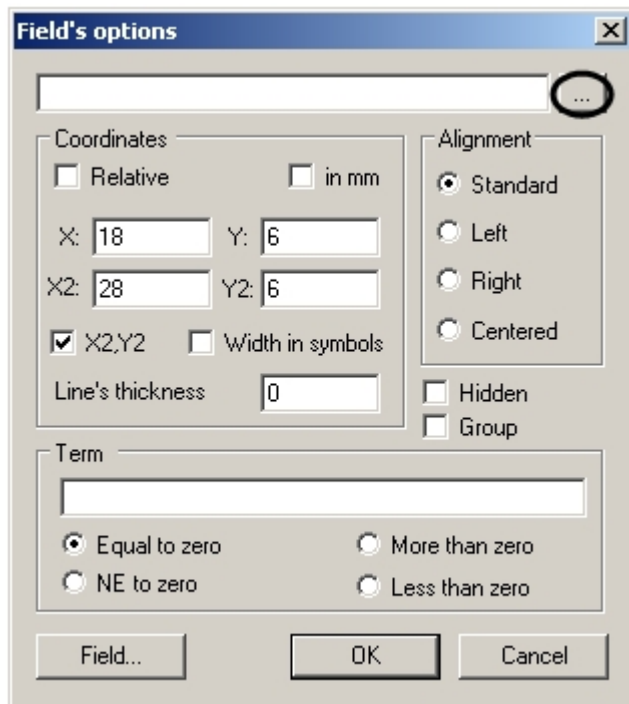 Field's options
...
Coordinates
Relative in mm
X: 18 Y: 6
X2: 28 Y2: 6
X2,Y2 Width in symbols
Line's thickness 0
Alignment
Standard
Left
Right
Centered
Hidden
Group
Term
Equal to zero More than zero
NE to zero Less than zero
Field... OK Cancel